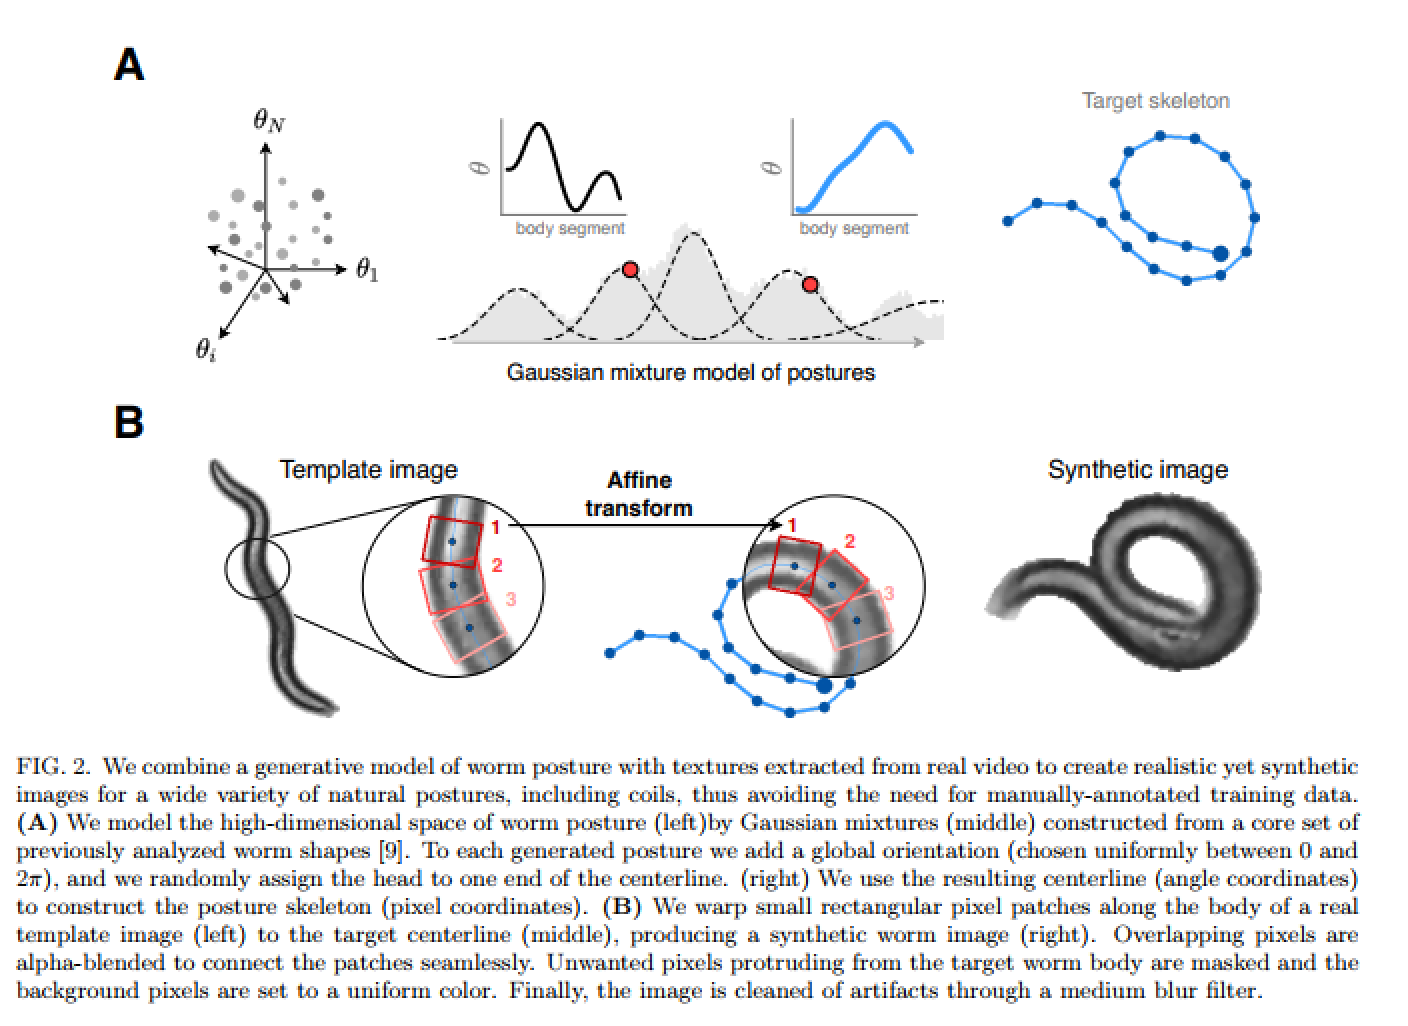 A
Target skeleton
θN
θ
body segment
θ
body segment
θ1
θi
Gaussian mixture model of postures
B
Template image
Affine
transform
Synthetic image
1
2
3
1
2
3
FIG. 2. We combine a generative model of worm posture with textures extracted from real video to create realistic yet synthetic
images for a wide variety of natural postures, including coils, thus avoiding the need for manually-annotated training data.
(A) We model the high-dimensional space of worm posture (left)by Gaussian mixtures (middle) constructed from a core set of
previously analyzed worm shapes [9]. To each generated posture we add a global orientation (chosen uniformly between 0 and
2π), and we randomly assign the head to one end of the centerline. (right) We use the resulting centerline (angle coordinates)
to construct the posture skeleton (pixel coordinates). (B) We warp small rectangular pixel patches along the body of a real
template image (left) to the target centerline (middle), producing a synthetic worm image (right). Overlapping pixels are
alpha-blended to connect the patches seamlessly. Unwanted pixels protruding from the target worm body are masked and the
background pixels are set to a uniform color. Finally, the image is cleaned of artifacts through a medium blur filter.